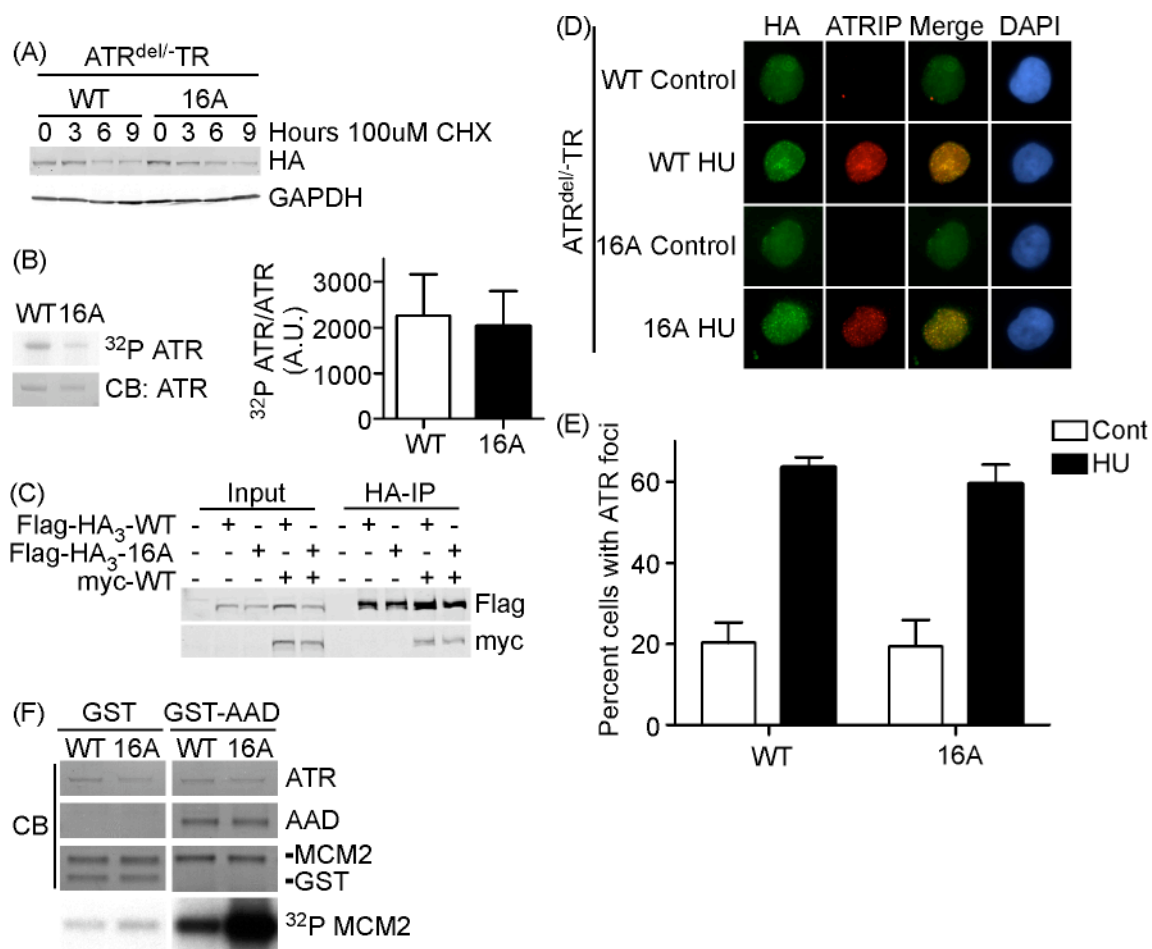 (A)
ATRdel/-TR
WT 16A
0 3 6 9 0 3 6 9 Hours 100uM CHX
HA
GAPDH
(B)
WT 16A
32P ATR
CB: ATR
32P ATR/ATR
(A.U.)
3000
2000
1000
0
WT 16A
(C)
Input HA-IP
Flag-HA3-WT - + - + - - + - + -
Flag-HA3-16A - - + - + - - + - +
myc-WT - - - + + - - - + +
Flag
myc
(D)
HA ATRIP Merge DAPI
ATRdel/-TR
WT Control
WT HU
16A Control
16A HU
(E)
Percent cells with ATR foci
60
40
20
0
WT 16A
Cont
HU
(F)
GST GST-AAD
WT 16A WT 16A
CB
ATR
AAD
-MCM2
-GST
32P MCM2